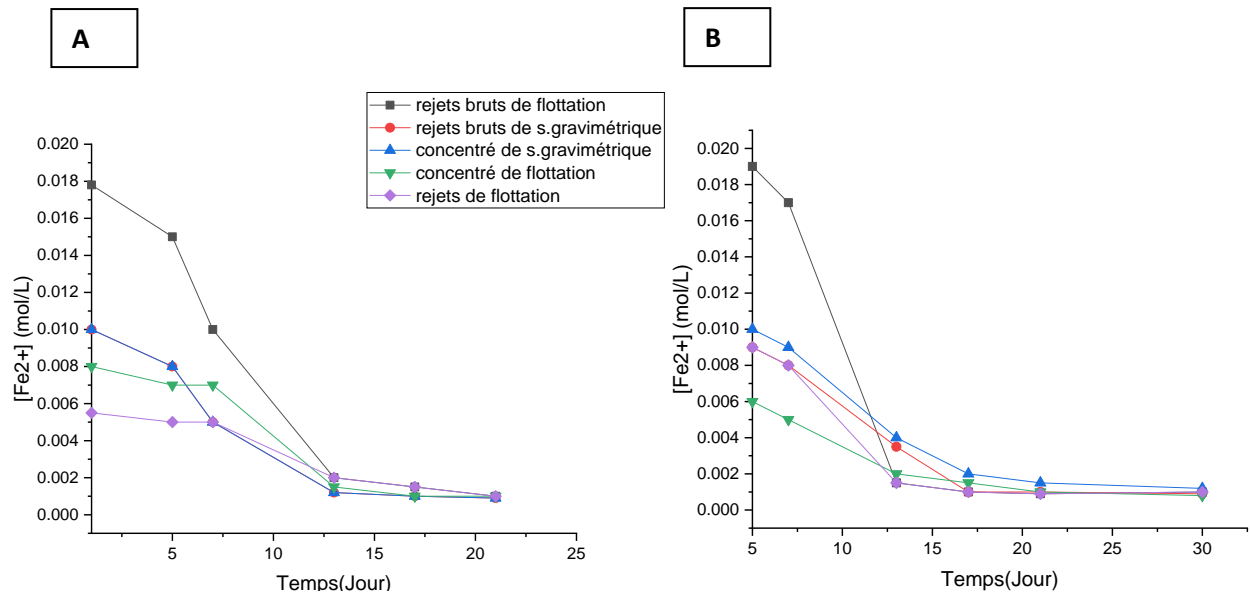 A
B
rejets bruts de flottation
rejets bruts de s.gravimétrique
concentré de s.gravimétrique
concentré de flottation
rejets de flottation
[Fe2+] (mol/L)
0.020
0.018
0.016
0.014
0.012
0.010
0.008
0.006
0.004
0.002
0.000
5 10 15 20 25
Temps(Jour)
[Fe2+] (mol/L)
0.020
0.018
0.016
0.014
0.012
0.010
0.008
0.006
0.004
0.002
0.000
5 10 15 20 25 30
Temps(Jour)